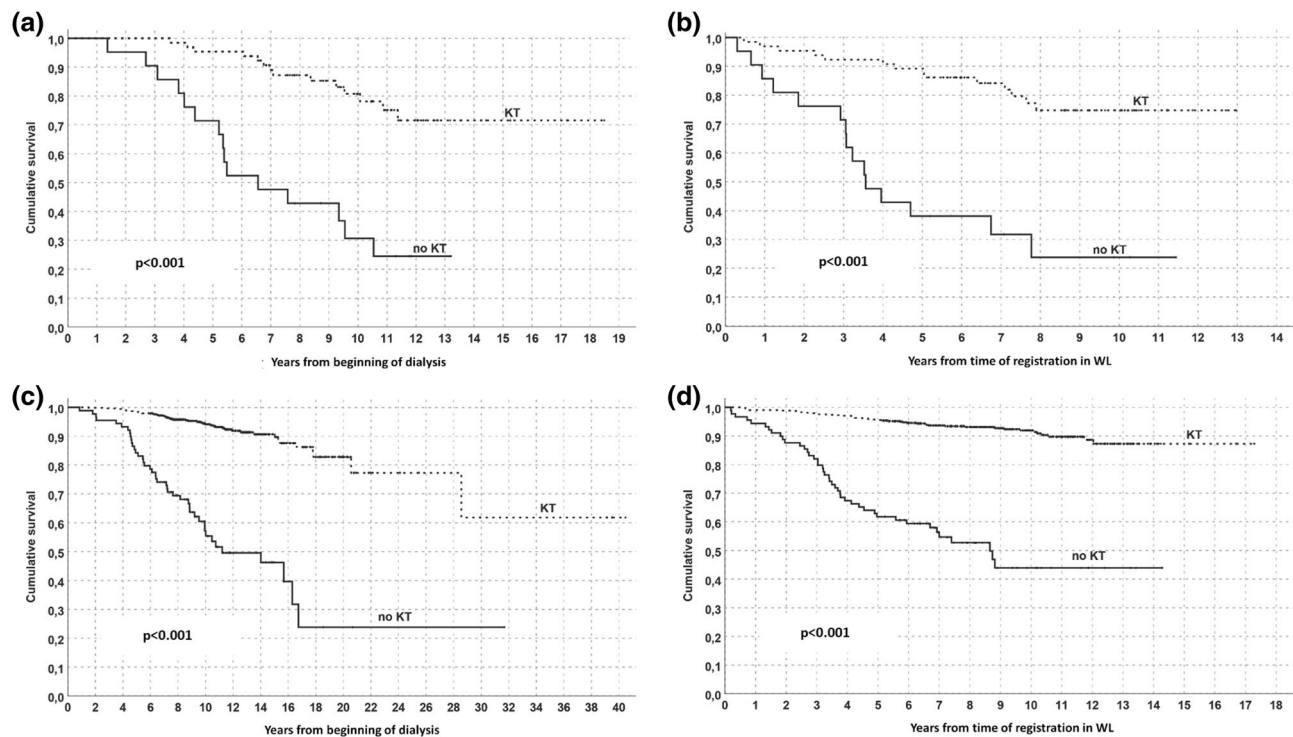 (a)
1,0
0,9
0,8
0,7
0,6
0,5
0,4
0,3
0,2
0,1
0,0
Cumulative survival
KT
no KT
p<0.001
0 1 2 3 4 5 6 7 8 9 10 11 12 13 14 15 16 17 18 19
Years from beginning of dialysis
(b)
1,0
0,9
0,8
0,7
0,6
0,5
0,4
0,3
0,2
0,1
0,0
Cumulative survival
KT
no KT
p<0.001
0 1 2 3 4 5 6 7 8 9 10 11 12 13 14
Years from time of registration in WL
(c)
1,0
0,9
0,8
0,7
0,6
0,5
0,4
0,3
0,2
0,1
0,0
Cumulative survival
KT
no KT
p<0.001
0 2 4 6 8 10 12 14 16 18 20 22 24 26 28 30 32 34 36 38 40
Years from beginning of dialysis
(d)
1,0
0,9
0,8
0,7
0,6
0,5
0,4
0,3
0,2
0,1
0,0
Cumulative survival
KT
no KT
p<0.001
0 1 2 3 4 5 6 7 8 9 10 11 12 13 14 15 16 17 18
Years from time of registration in WL